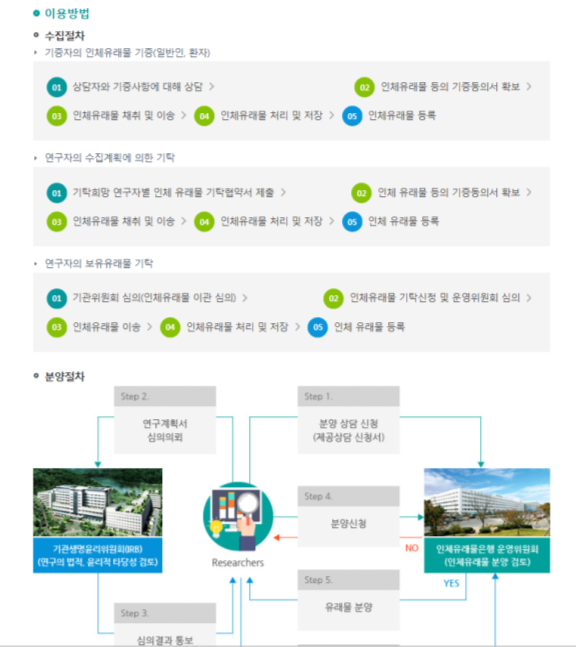 이용방법
수집절차
기증자의 인체유래물 기증(일반인, 환자)
01 상담자와 기증사항에 대해 상담 >
02 인체유래물 등의 기증동의서 확보 >
03 인체유래물 채취 및 이송 >
04 인체유래물 처리 및 저장 >
05 인체유래물 등록
연구자의 수집계획에 의한 기탁
01 기탁희망 연구자별 인체 유래물 기탁협약서 제출 >
02 인체 유래물 등의 기증동의서 확보 >
03 인체유래물 채취 및 이송 >
04 인체유래물 처리 및 저장 >
05 인체 유래물 등록
연구자의 보유유래물 기탁
01 기관위원회 심의(인체유래물 이관 심의) >
02 인체유래물 기탁신청 및 운영위원회 심의 >
03 인체유래물 이송 >
04 인체유래물 처리 및 저장 >
05 인체 유래물 등록
분양절차
Step 2.
연구계획서
심의의뢰
Step 1.
분양 상담 신청
(제공상담 신청서)
Step 4.
분양신청
NO
기관생명윤리위원회(IRB)
(연구의 법적, 윤리적 타당성 검토)
Researchers
인체유래물은행 운영위원회
(인체유래물 분양 검토)
YES
Step 5.
유래물 분양
Step 3.
심의결과 통보